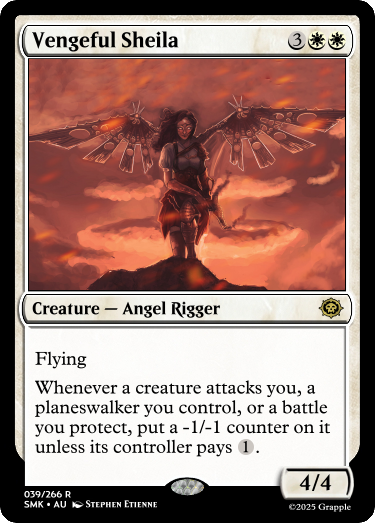 Vengeful Sheila 3
Creature — Angel Rigger
Flying
Whenever a creature attacks you, a
planeswalker you control, or a battle
you protect, put a -1/-1 counter on it
unless its controller pays 1.
4/4
039/266 R
SMK • AU Stephen Etienne
©2025 Grapple